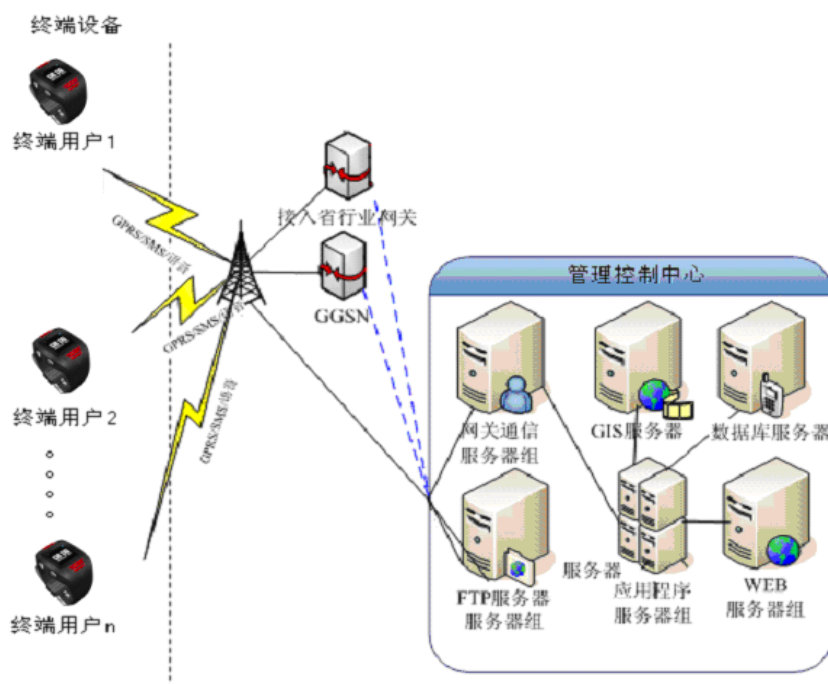 终端设备
终端用户1
GPRS/SMS/语音
接入省行业网关
GGSN
GPRS/SMS/语音
终端用户2
GPRS/SMS/语音
终端用户n
管理控制中心
网关通信
服务器组
GIS服务器
数据库服务器
FTP服务器
服务器组
服务器
应用程序
服务器组
WEB
服务器组